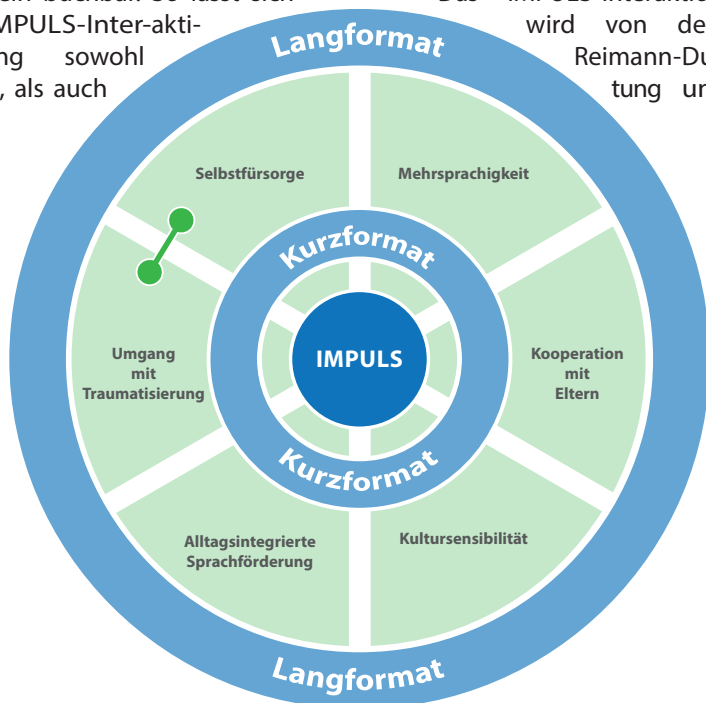 MPULS-Inter-akti-
ng sowohl
, als auch
wird von de
Reimann-Du
tung un
Langformat
Selbstfürsorge
Mehrsprachigkeit
Kurzformat
Umgang
mit
Traumatisierung
IMPULS
Kooperation
mit
Eltern
Kurzformat
Alltagsintegrierte
Sprachförderung
Kultursensibilität
Langformat